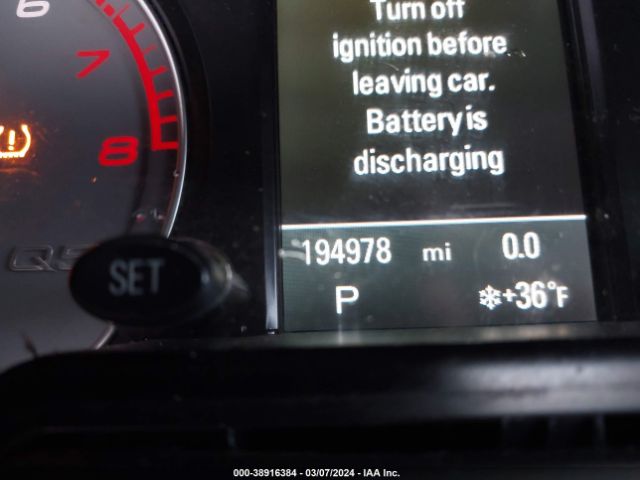 6
7
8
Turn off
ignition before
leaving car.
Battery is
discharging
194978 mi 0.0
P +36°F
SET
000-38916384 - 03/07/2024 - IAA Inc.